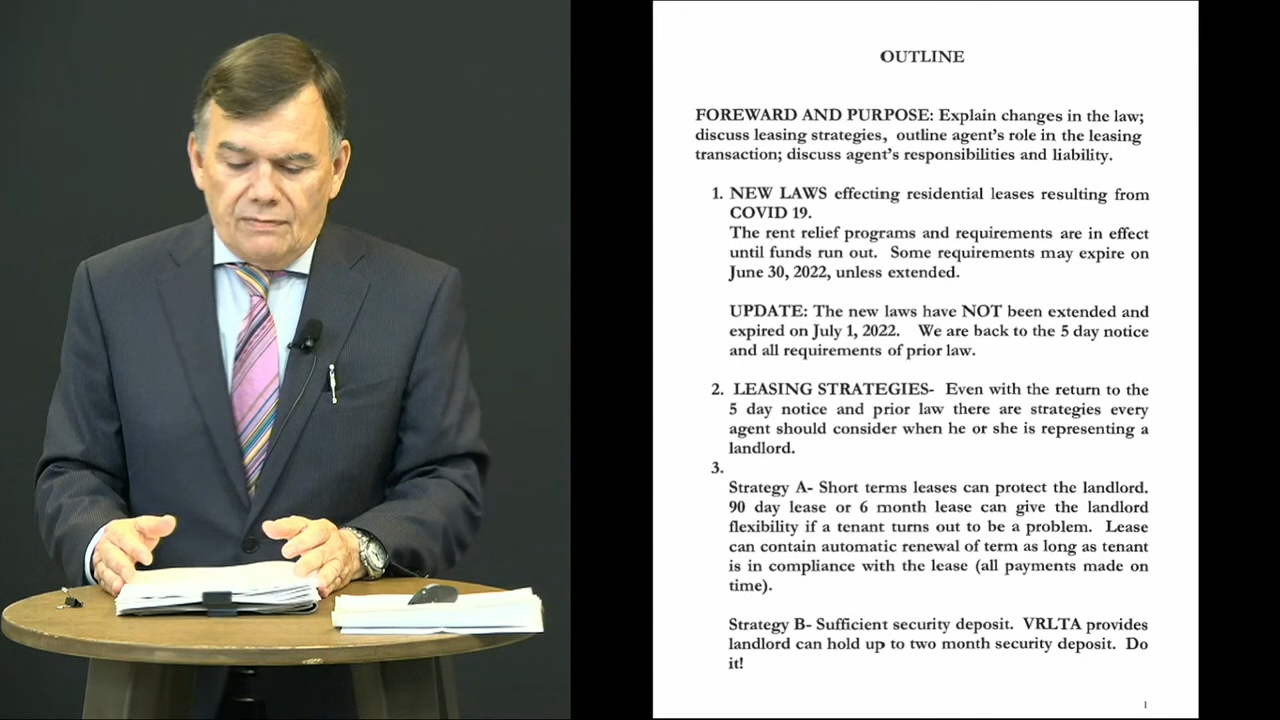 OUTLINE
FOREWARD AND PURPOSE: Explain changes in the law;
discuss leasing strategies, outline agent's role in the leasing
transaction; discuss agent's responsibilities and liability.
1. NEW LAWS effecting residential leases resulting from
COVID 19.
The rent relief programs and requirements are in effect
until funds run out. Some requirements may expire on
June 30, 2022, unless extended.
UPDATE: The new laws have NOT been extended and
expired on July 1, 2022. We are back to the 5 day notice
and all requirements of prior law.
2. LEASING STRATEGIES- Even with the return to the
5 day notice and prior law there are strategies every
agent should consider when he or she is representing a
landlord.
3.
Strategy A- Short terms leases can protect the landlord.
90 day lease or 6 month lease can give the landlord
flexibility if a tenant turns out to be a problem. Lease
can contain automatic renewal of term as long as tenant
is in compliance with the lease (all payments made on
time).
Strategy B- Sufficient security deposit. VRLTA provides
landlord can hold up to two month security deposit. Do
it!
1